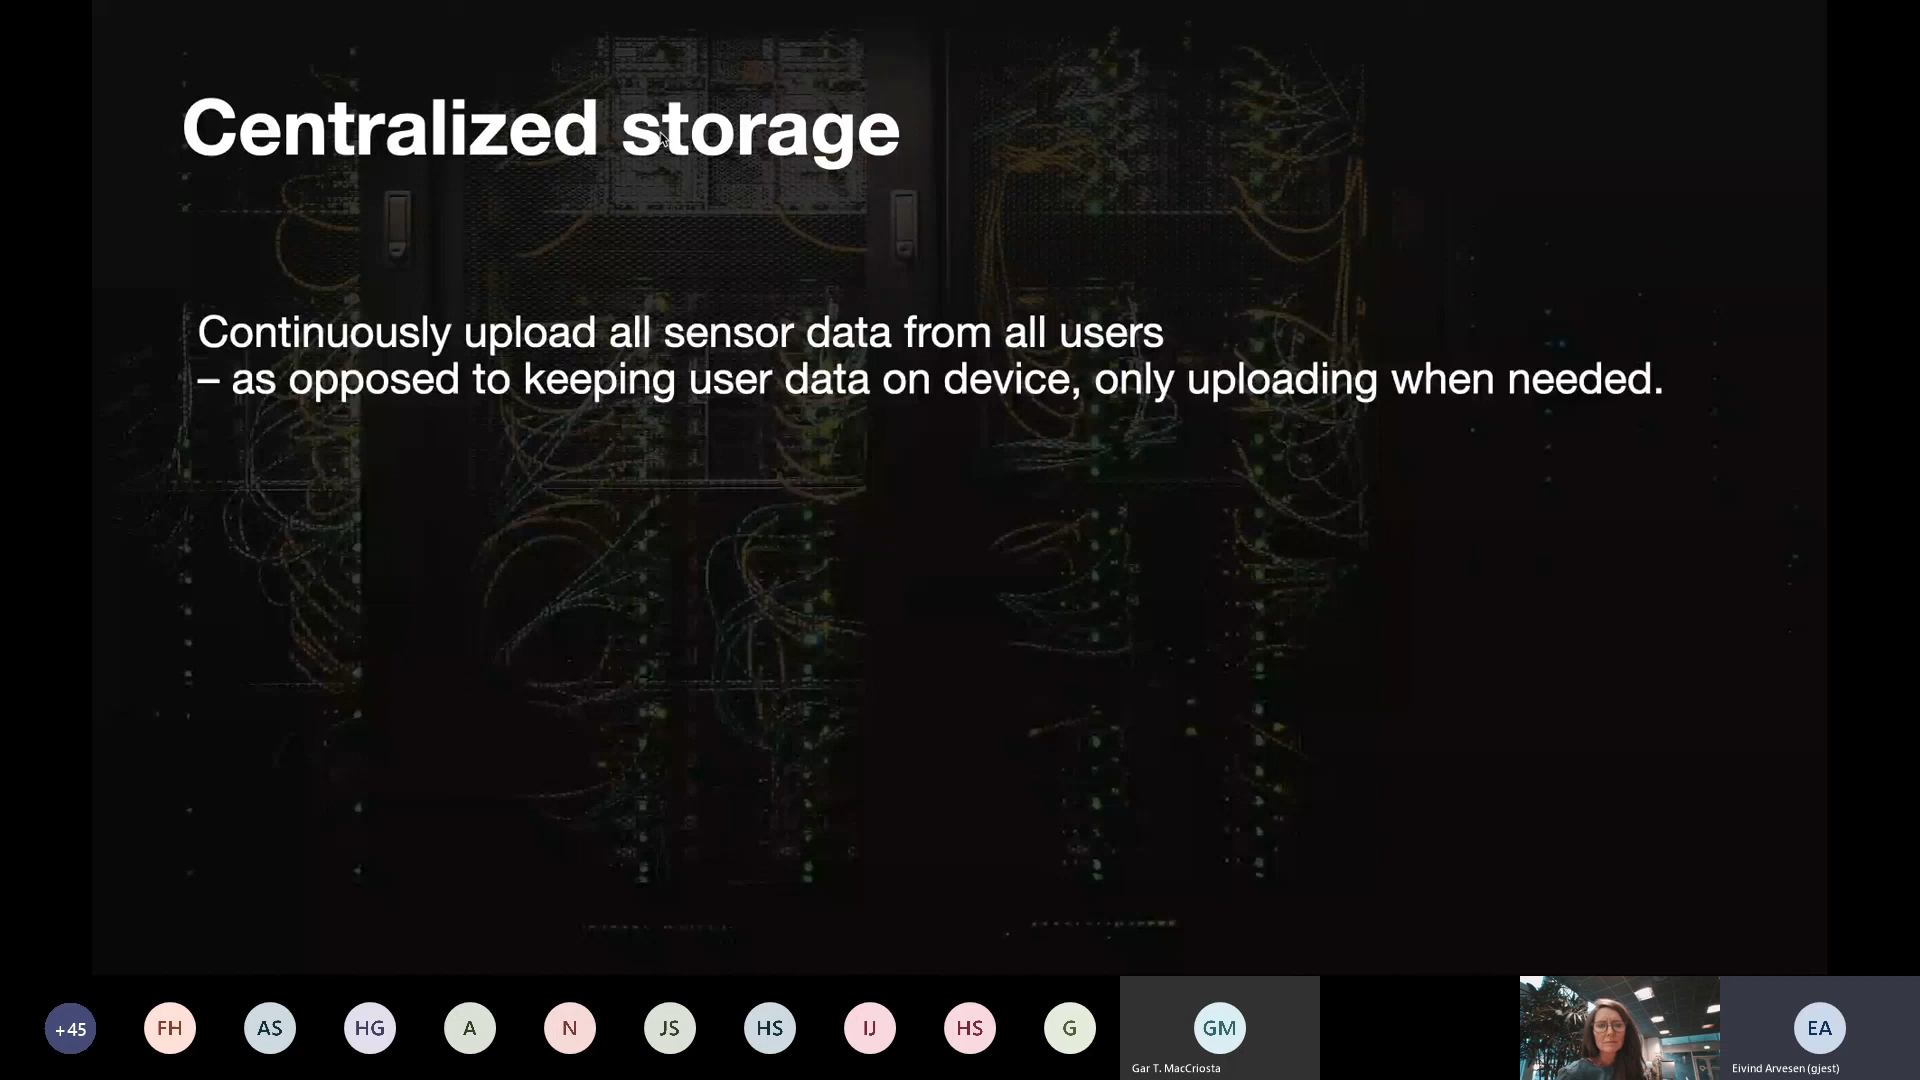 Centralized storage
Continuously upload all sensor data from all users
– as opposed to keeping user data on device, only uploading when needed.
+45
FH
AS
HG
A
N
JS
HS
IJ
HS
G
GM
EA
Gar T. MacCriosta
Eivind Arvesen (gjest)